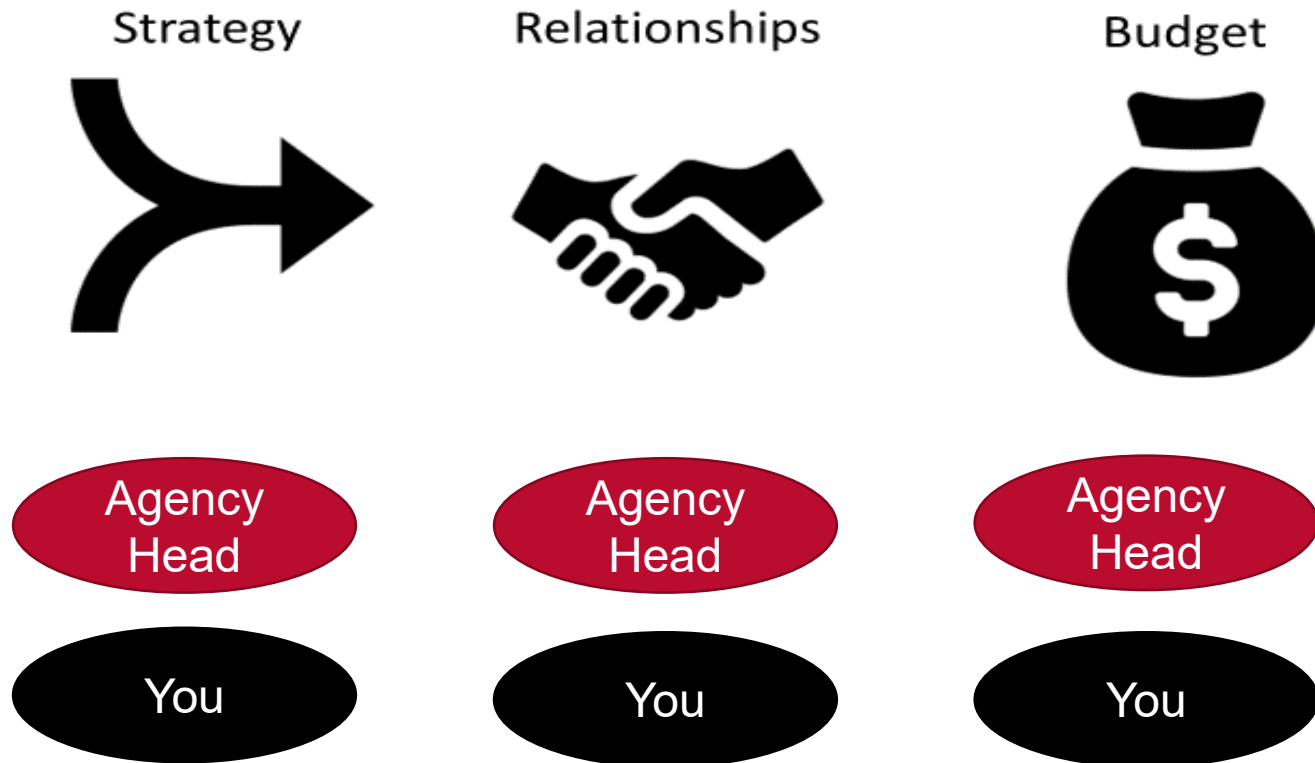 Strategy
Relationships
Budget
$
Agency
Head
Agency
Head
Agency
Head
You
You
You